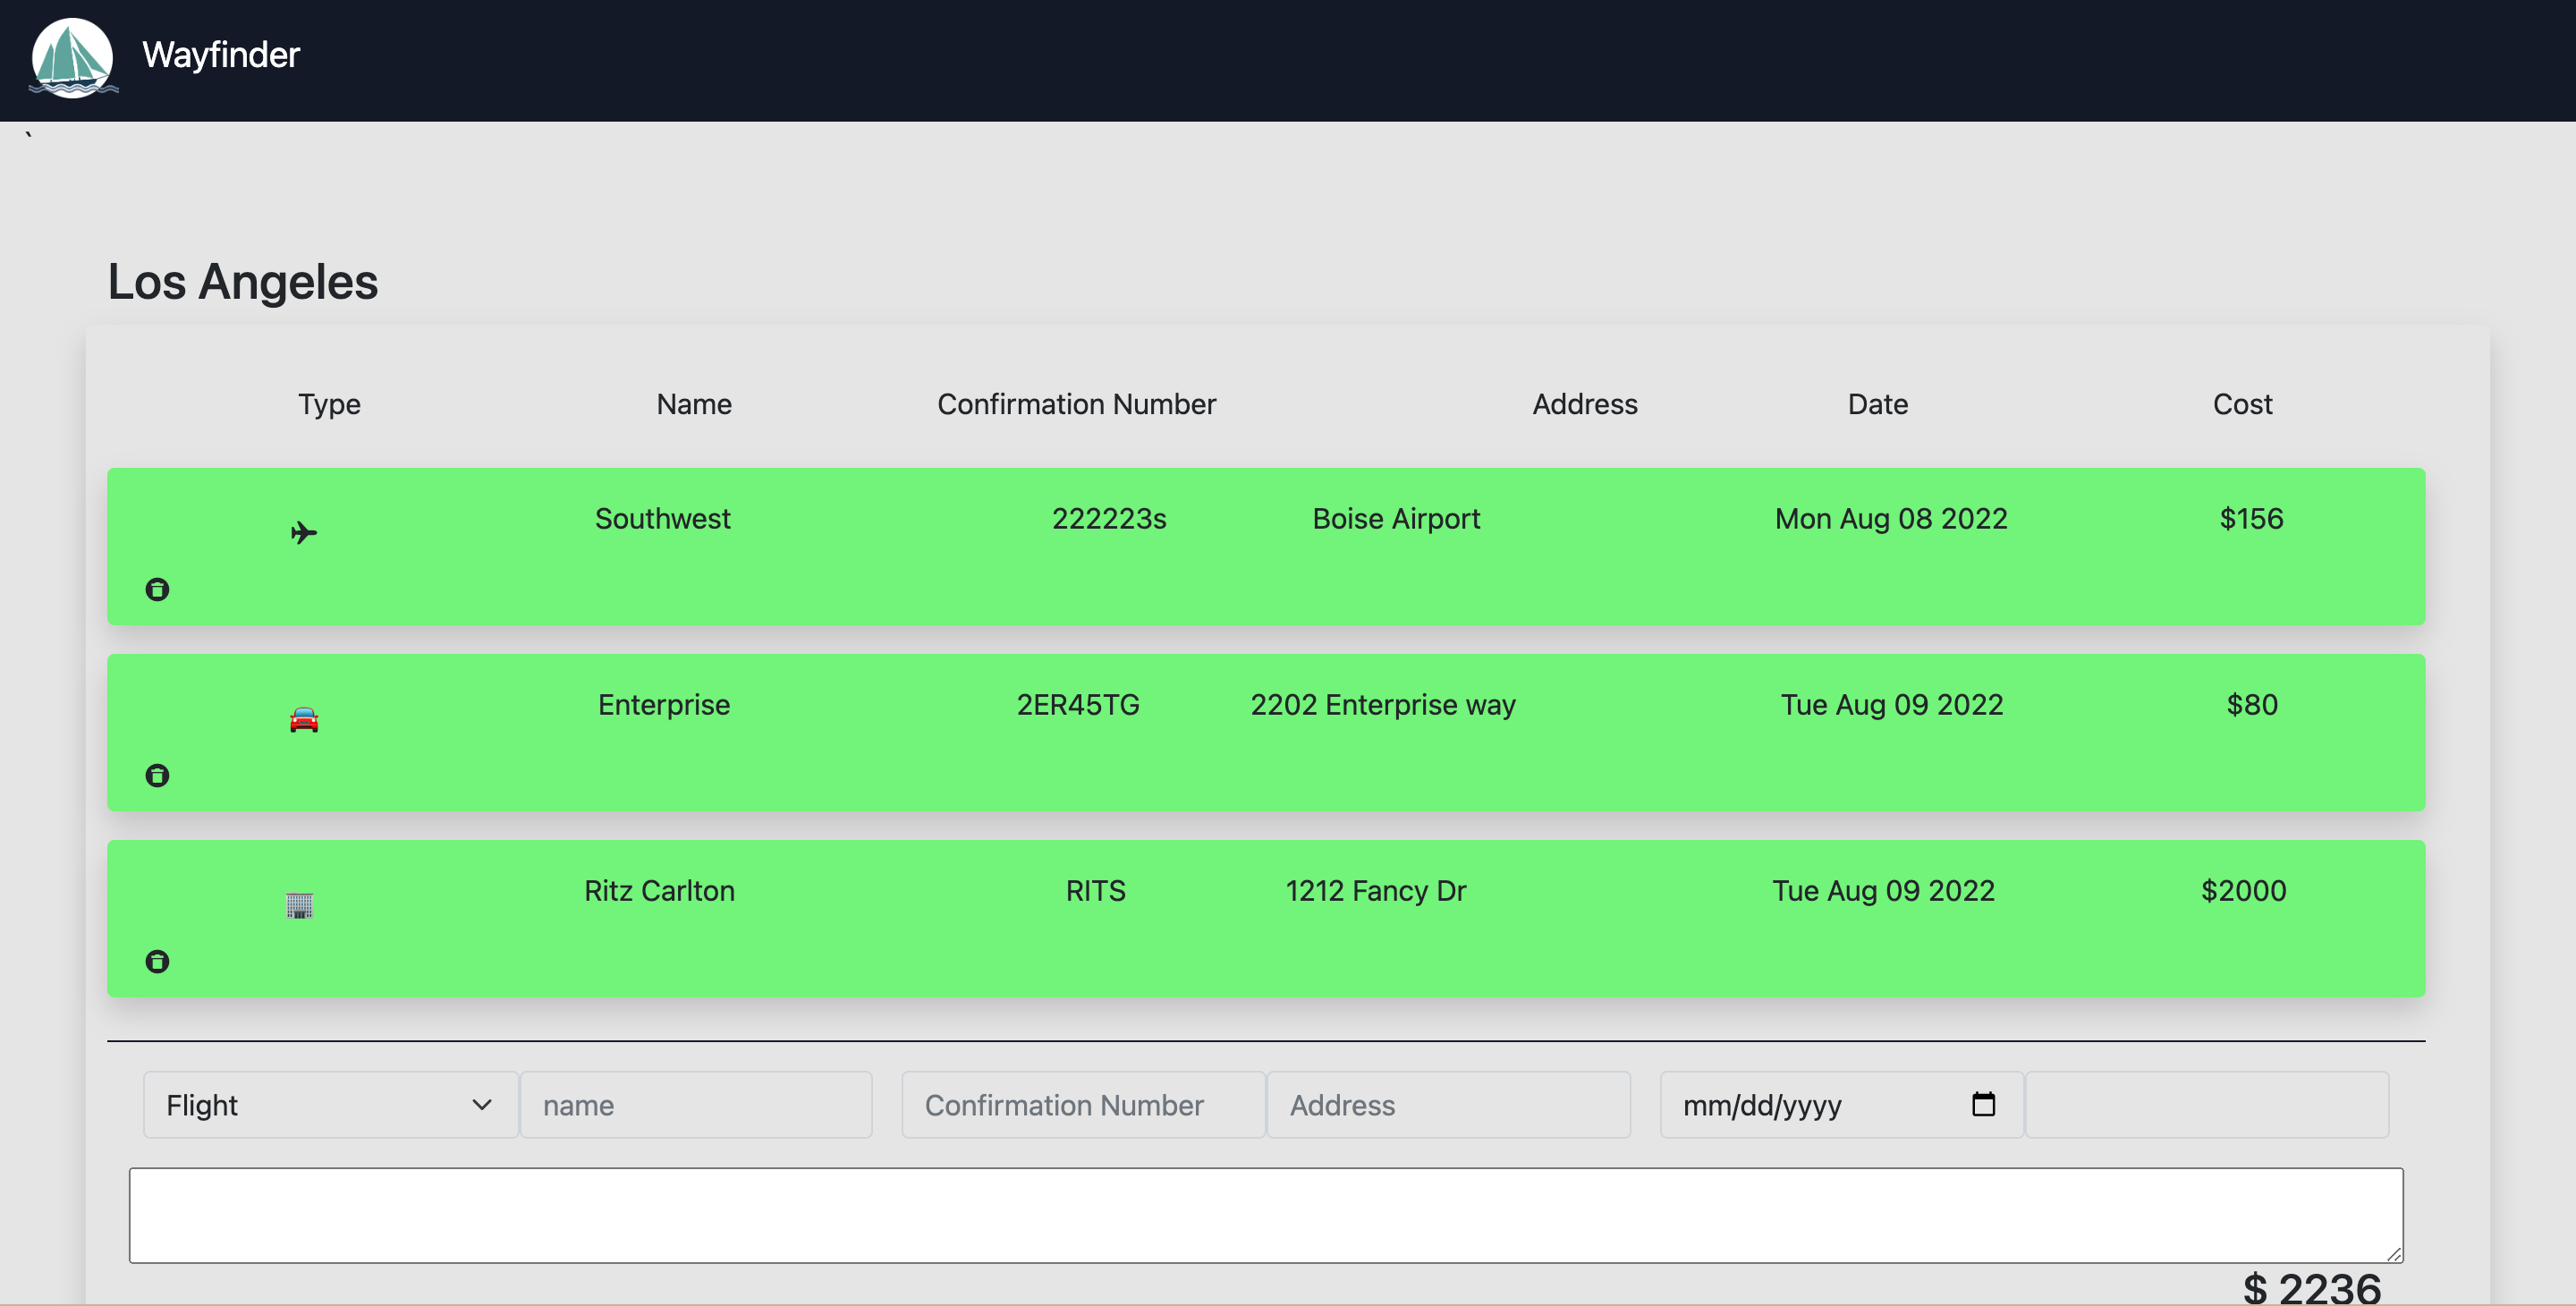 Wayfinder
`
Los Angeles
Type Name Confirmation Number Address Date Cost
Southwest 222223s Boise Airport Mon Aug 08 2022 $156
Enterprise 2ER45TG 2202 Enterprise way Tue Aug 09 2022 $80
Ritz Carlton RITS 1212 Fancy Dr Tue Aug 09 2022 $2000
Flight name Confirmation Number Address mm/dd/yyyy
$ 2236